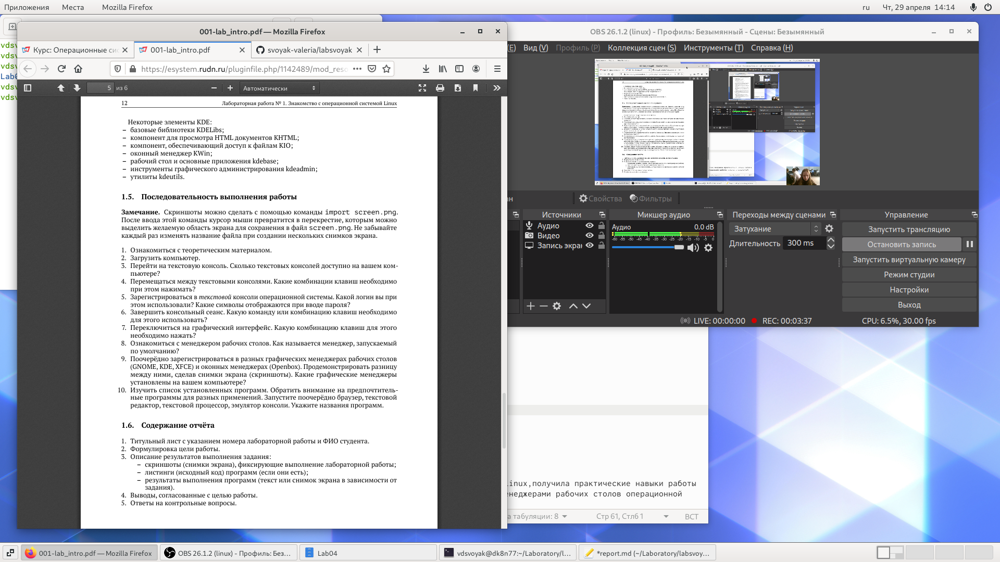 Приложения Места Mozilla Firefox
ru Чт, 29 апреля 14:14
vdsv
vdsv
vdsv
Lab0
vdsv
vdsv
001-lab_intro.pdf — Mozilla Firefox
Курс: Операционные си
001-lab_intro.pdf
svoyak-valeria/labsvoyak
https://esystem.rudn.ru/pluginfile.php/1142489/mod_reso
5 из 6
Автоматически
12 Лабораторная работа № 1. Знакомство с операционной системой Linux
Некоторые элементы KDE:
– базовые библиотеки KDELibs;
– компонент для просмотра HTML документов KHTML;
– компонент, обеспечивающий доступ к файлам KIO;
– оконный менеджер KWin;
– рабочий стол и основные приложения kdebase;
– инструменты графического администрирования kdeadmin;
– утилиты kdeutils.
1.5. Последовательность выполнения работы
Замечание. Скриншоты можно сделать с помощью команды import screen.png.
После ввода этой команды курсор мыши превратится в перекрестие, которым можно
выделить желаемую область экрана для сохранения в файл screen.png. Не забывайте
каждый раз изменять название файла при создании нескольких снимков экрана.
1. Ознакомиться с теоретическим материалом.
2. Загрузить компьютер.
3. Перейти на текстовую консоль. Сколько текстовых консолей доступно на вашем ком-
пьютере?
4. Перемещаться между текстовыми консолями. Какие комбинации клавиш необходимо
при этом нажимать?
5. Зарегистрироваться в текстовой консоли операционной системы. Какой логин вы при
этом использовали? Какие символы отображаются при вводе пароля?
6. Завершить консольный сеанс. Какую команду или комбинацию клавиш необходимо
для этого использовать?
7. Переключиться на графический интерфейс. Какую комбинацию клавиш для этого
необходимо нажать?
8. Ознакомиться с менеджером рабочих столов. Как называется менеджер, запускаемый
по умолчанию?
9. Поочерёдно зарегистрироваться в разных графических менеджерах рабочих столов
(GNOME, KDE, XFCE) и оконных менеджерах (Openbox). Продемонстрировать разницу
между ними, сделав снимки экрана (скриншоты). Какие графические менеджеры
установлены на вашем компьютере?
10. Изучить список установленных программ. Обратить внимание на предпочтитель-
ные программы для разных применений. Запустите поочерёдно браузер, текстовой
редактор, текстовой процессор, эмулятор консоли. Укажите названия программ.
1.6. Содержание отчёта
1. Титульный лист с указанием номера лабораторной работы и ФИО студента.
2. Формулировка цели работы.
3. Описание результатов выполнения задания:
– скриншоты (снимки экрана), фиксирующие выполнение лабораторной работы;
– листинги (исходный код) программ (если они есть);
– результаты выполнения программ (текст или снимок экрана в зависимости от
задания).
4. Выводы, согласованные с целью работы.
5. Ответы на контрольные вопросы.
OBS 26.1.2 (linux) - Профиль: Безымянный - Сцены: Безымянный
(E) Вид (V) Профиль (P) Коллекция сцен (S) Инструменты (T) Справка (H)
ан
Свойства Фильтры
Источники
Аудио
Видео
Запись экран
Микшер аудио
Аудио 0.0 dB
-60 -55 -50 -45 -40 -35 -30 -25 -20 -15 -10 -5 0
Переходы между сценами
Затухание
Длительность 300 ms
Управление
Запустить трансляцию
Остановить запись
Запустить виртуальную камеру
Режим студии
Настройки
Выход
LIVE: 00:00:00 REC: 00:03:37 CPU: 6.5%, 30.00 fps
inux,получила практические навыки работы
енеджерами рабочих столов операционной
а табуляции: 8 Стр 61, Стлб 1 ВСТ
001-lab_intro.pdf — Mozilla Firefox
OBS 26.1.2 (linux) - Профиль: Без...
Lab04
vdsvoyak@dk8n77:~/Laboratory/l...
*report.md (~/Laboratory/labsvoy...